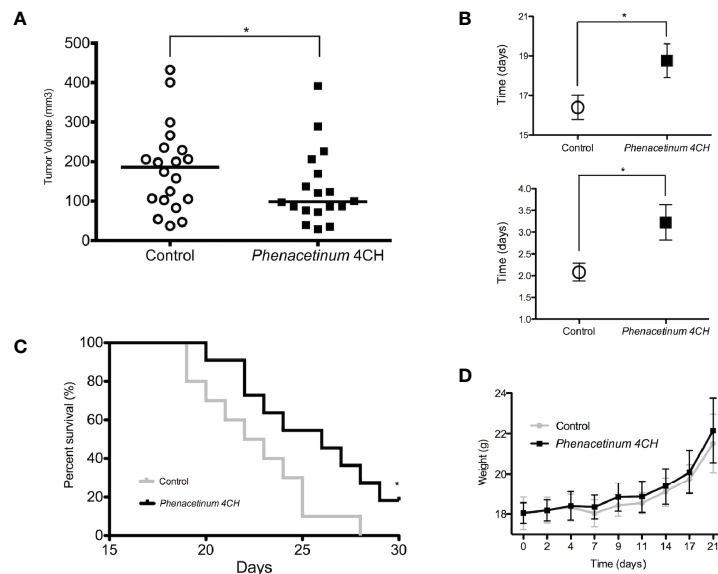 A
*
Tumor Volume (mm3)
500
400
300
200
100
0
Control
Phenacetinum 4CH
B
*
Time (days)
21
19
17
15
Control
Phenacetinum 4CH
*
Time (days)
4.0
3.5
3.0
2.5
2.0
1.5
1.0
Control
Phenacetinum 4CH
C
Percent survival (%)
100
80
60
40
20
0
Control
Phenacetinum 4CH
*
15
20
25
30
Days
D
Weight (g)
24
22
20
18
Control
Phenacetinum 4CH
0
2
4
7
9
11
14
17
21
Time (days)